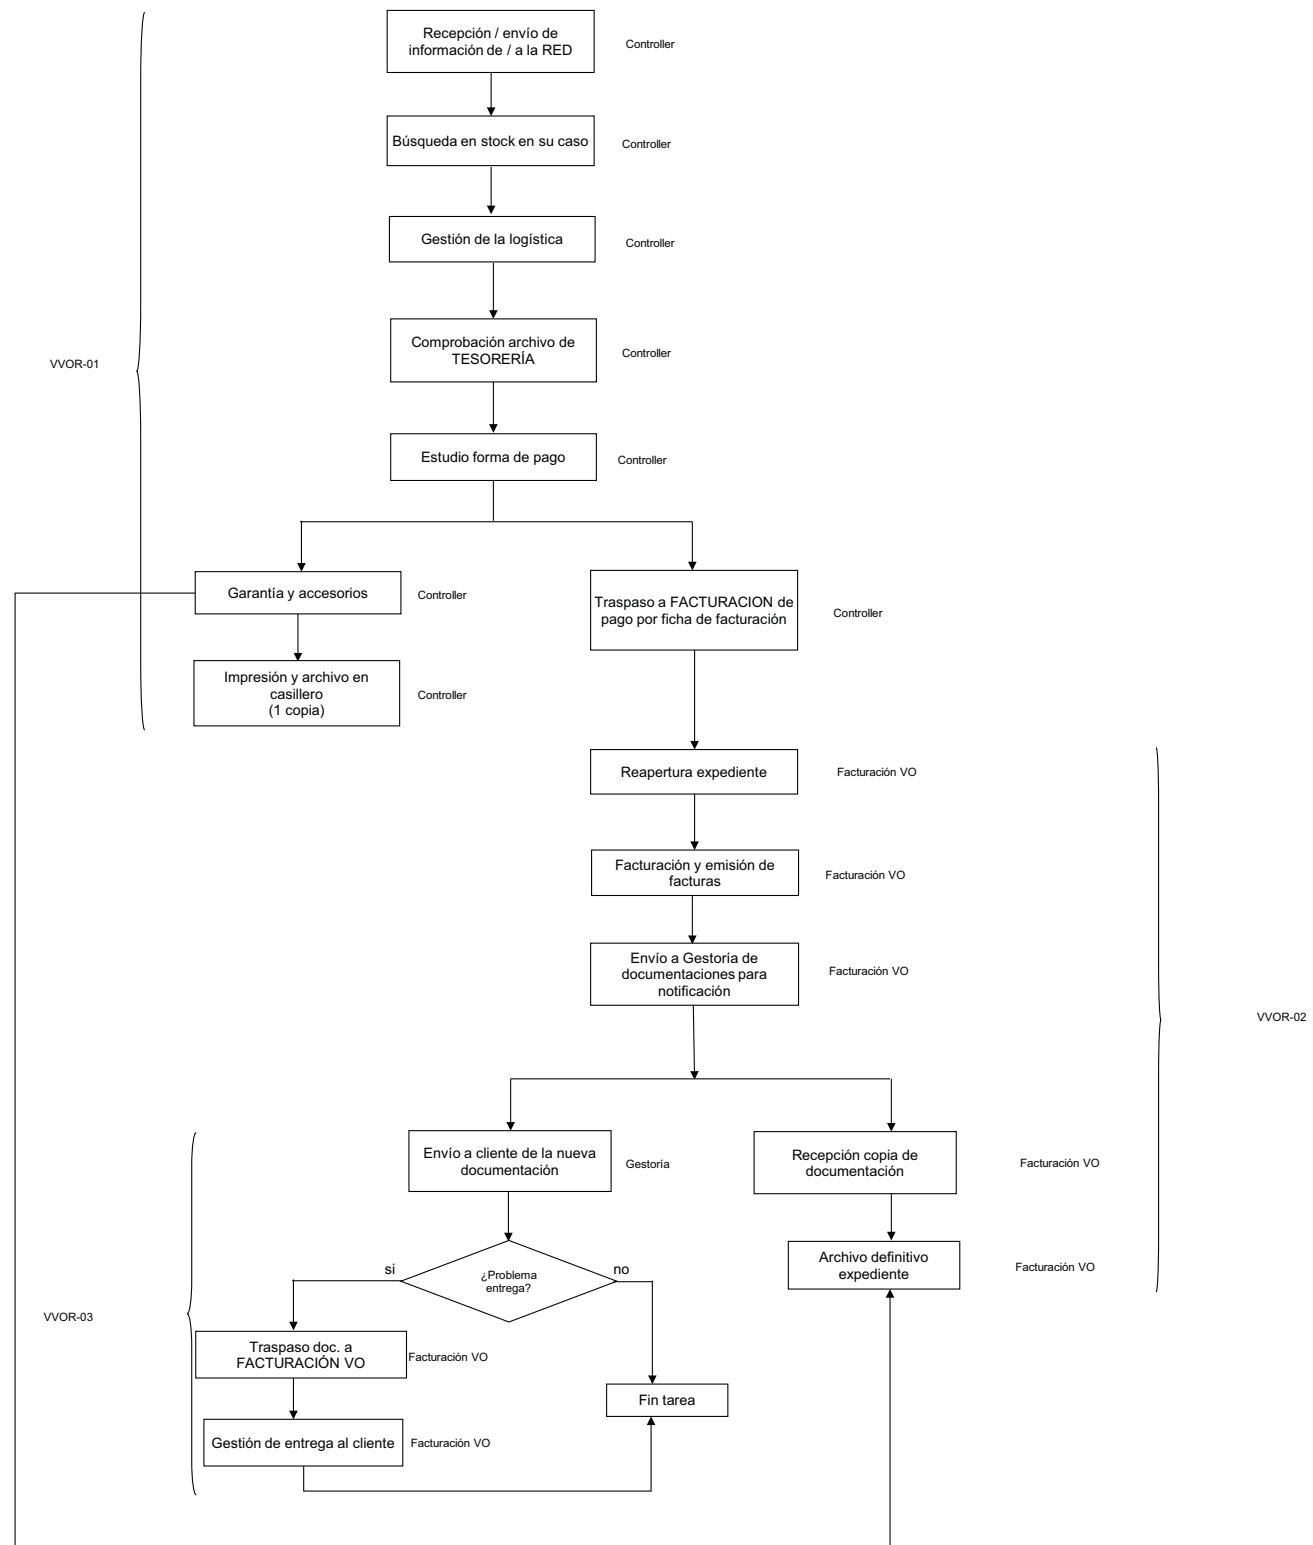 Recepción / envío de
información de / a la RED
Controller
Búsqueda en stock en su caso
Controller
Gestión de la logística
Controller
Comprobación archivo de
TESORERÍA
Controller
VVOR-01
Estudio forma de pago
Controller
Garantía y accesorios
Controller
Traspaso a FACTURACION de
pago por ficha de facturación
Controller
Impresión y archivo en
casillero
(1 copia)
Controller
Reapertura expediente
Facturación VO
Facturación y emisión de
facturas
Facturación VO
Envío a Gestoría de
documentaciones para
notificación
Facturación VO
VVOR-02
Envío a cliente de la nueva
documentación
Gestoría
Recepción copia de
documentación
Facturación VO
Archivo definitivo
expediente
Facturación VO
si
¿Problema
entrega?
no
VVOR-03
Traspaso doc. a
FACTURACIÓN VO
Facturación VO
Fin tarea
Gestión de entrega al cliente
Facturación VO